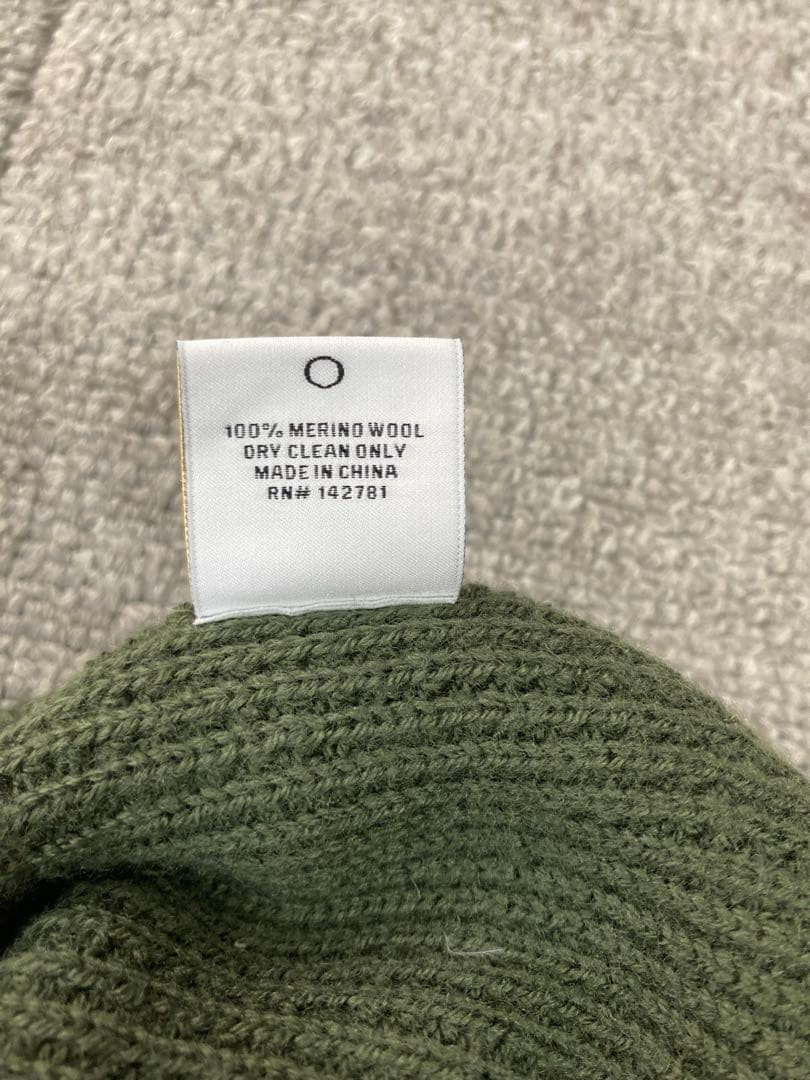 O
100% MERINO WOOL
DRY CLEAN ONLY
MADE IN CHINA
RN# 142781